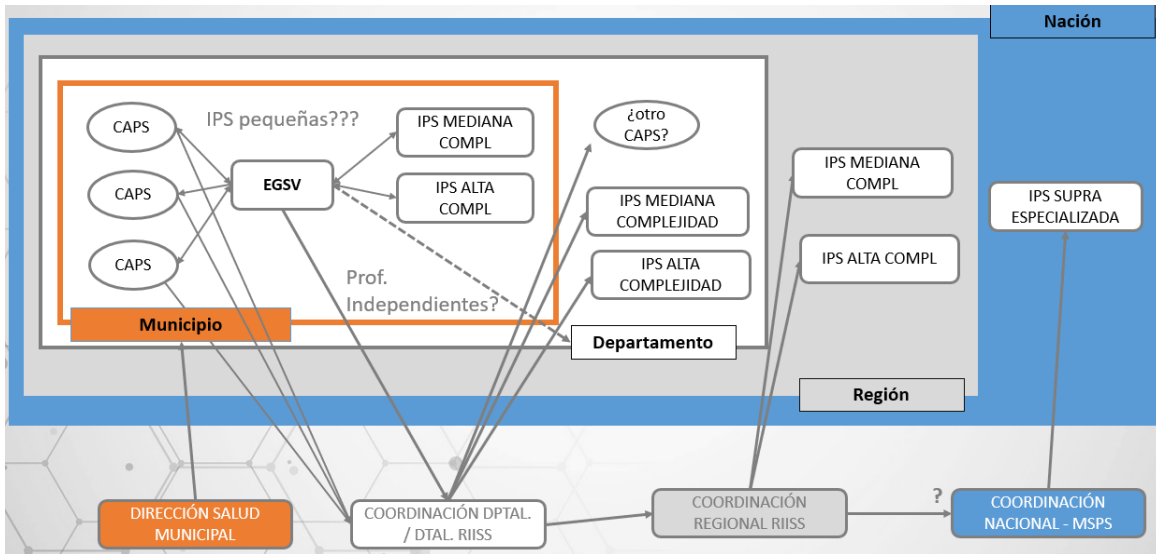 Nación
CAPS
IPS pequeñas???
IPS MEDIANA
COMPL
¿otro
CAPS?
IPS MEDIANA
COMPL
CAPS
EGSV
IPS ALTA
COMPL
IPS MEDIANA
COMPLEJIDAD
IPS SUPRA
ESPECIALIZADA
CAPS
Prof.
Independientes?
IPS ALTA
COMPLEJIDAD
IPS ALTA COMPL
Municipio
Departamento
Región
DIRECCIÓN SALUD
MUNICIPAL
COORDINACIÓN DPTAL.
/ DTAL. RIISS
COORDINACIÓN
REGIONAL RIISS
?
COORDINACIÓN
NACIONAL - MSPS